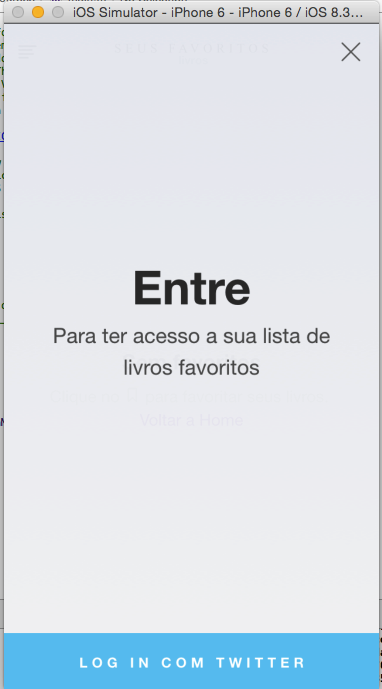 iOS Simulator - iPhone 6 - iPhone 6 / iOS 8.3...
SEUS FAVORITOS
Entre
Para ter acesso a sua lista de
livros favoritos
Voltar a Home
LOG IN COM TWITTER